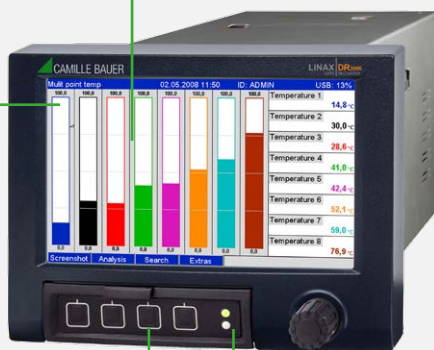 CAMILLE BAUER
LINAX DR2000
Mulit point temp 02.05.2008 11:50 ID: ADMIN USB: 13%
100,0 100,0 100,0 100,0 100,0 100,0 100,0 100,0
Temperature 1
14,8 °C
Temperature 2
30,0 °C
Temperature 3
28,6 °C
Temperature 4
41,0 °C
Temperature 5
42,4 °C
Temperature 6
52,1 °C
Temperature 7
59,0 °C
Temperature 8
76,9 °C
0,0 0,0 0,0 0,0 0,0 0,0 0,0 0,0
Screenshot Analysis Search Extras